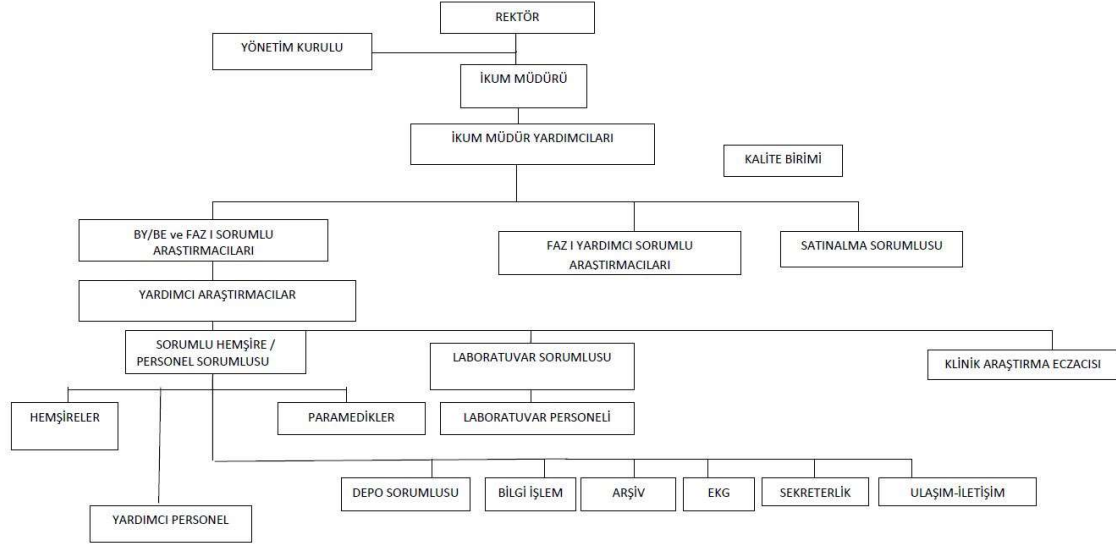 REKTÖR
YÖNETİM KURULU
İKUM MÜDÜRÜ
İKUM MÜDÜR YARDIMCILARI
KALİTE BİRİMİ
BY/BE ve FAZ I SORUMLU
ARAŞTIRMACILARI
FAZ I YARDIMCI SORUMLU
ARAŞTIRMACILARI
SATINALMA SORUMLUSU
YARDIMCI ARAŞTIRMACILAR
SORUMLU HEMŞİRE /
PERSONEL SORUMLUSU
LABORATUVAR SORUMLUSU
KLİNİK ARAŞTIRMA ECZACISI
HEMŞİRELER
PARAMEDİKLER
LABORATUVAR PERSONELİ
DEPO SORUMLUSU
BİLGİ İŞLEM
ARŞİV
EKG
SEKRETERLİK
ULAŞIM-İLETİŞİM
YARDIMCI PERSONEL